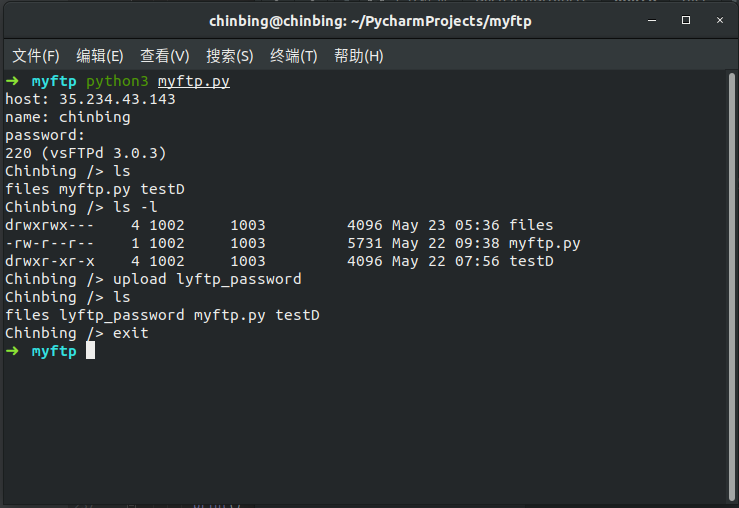 chinbing@chinbing: ~/PycharmProjects/myftp
文件(F) 编辑(E) 查看(V) 搜索(S) 终端(T) 帮助(H)
➜ myftp python3 myftp.py
host: 35.234.43.143
name: chinbing
password:
220 (vsFTPd 3.0.3)
Chinbing /> ls
files myftp.py testD
Chinbing /> ls -l
drwxrwx---    4 1002     1003         4096 May 23 05:36 files
-rw-r--r--    1 1002     1003         5731 May 22 09:38 myftp.py
drwxr-xr-x    4 1002     1003         4096 May 22 07:56 testD
Chinbing /> upload lyftp_password
Chinbing /> ls
files lyftp_password myftp.py testD
Chinbing /> exit
➜ myftp